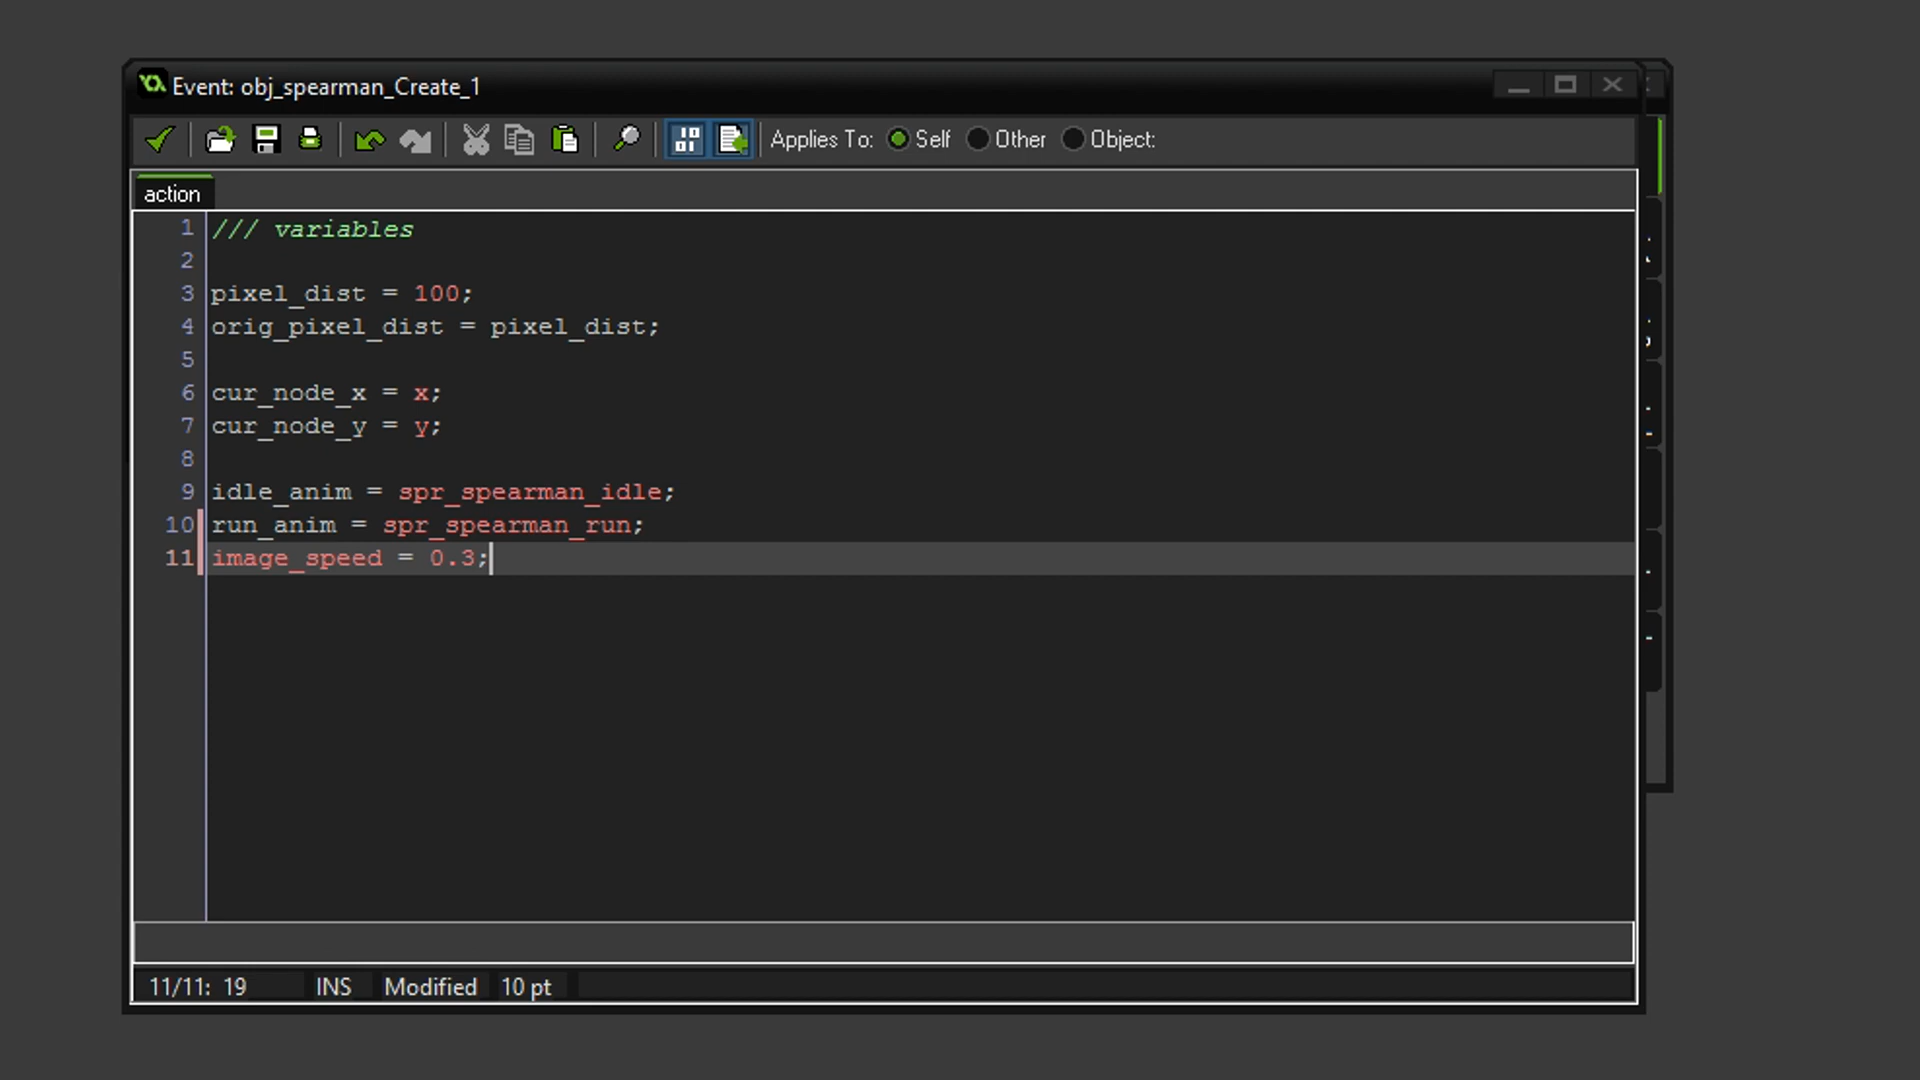 Event: obj_spearman_Create_1
Applies To: Self Other Object:
action
1 /// variables
2
3 pixel_dist = 100;
4 orig_pixel_dist = pixel_dist;
5
6 cur_node_x = x;
7 cur_node_y = y;
8
9 idle_anim = spr_spearman_idle;
10 run_anim = spr_spearman_run;
11 image_speed = 0.3;
11/11: 19 INS Modified 10 pt